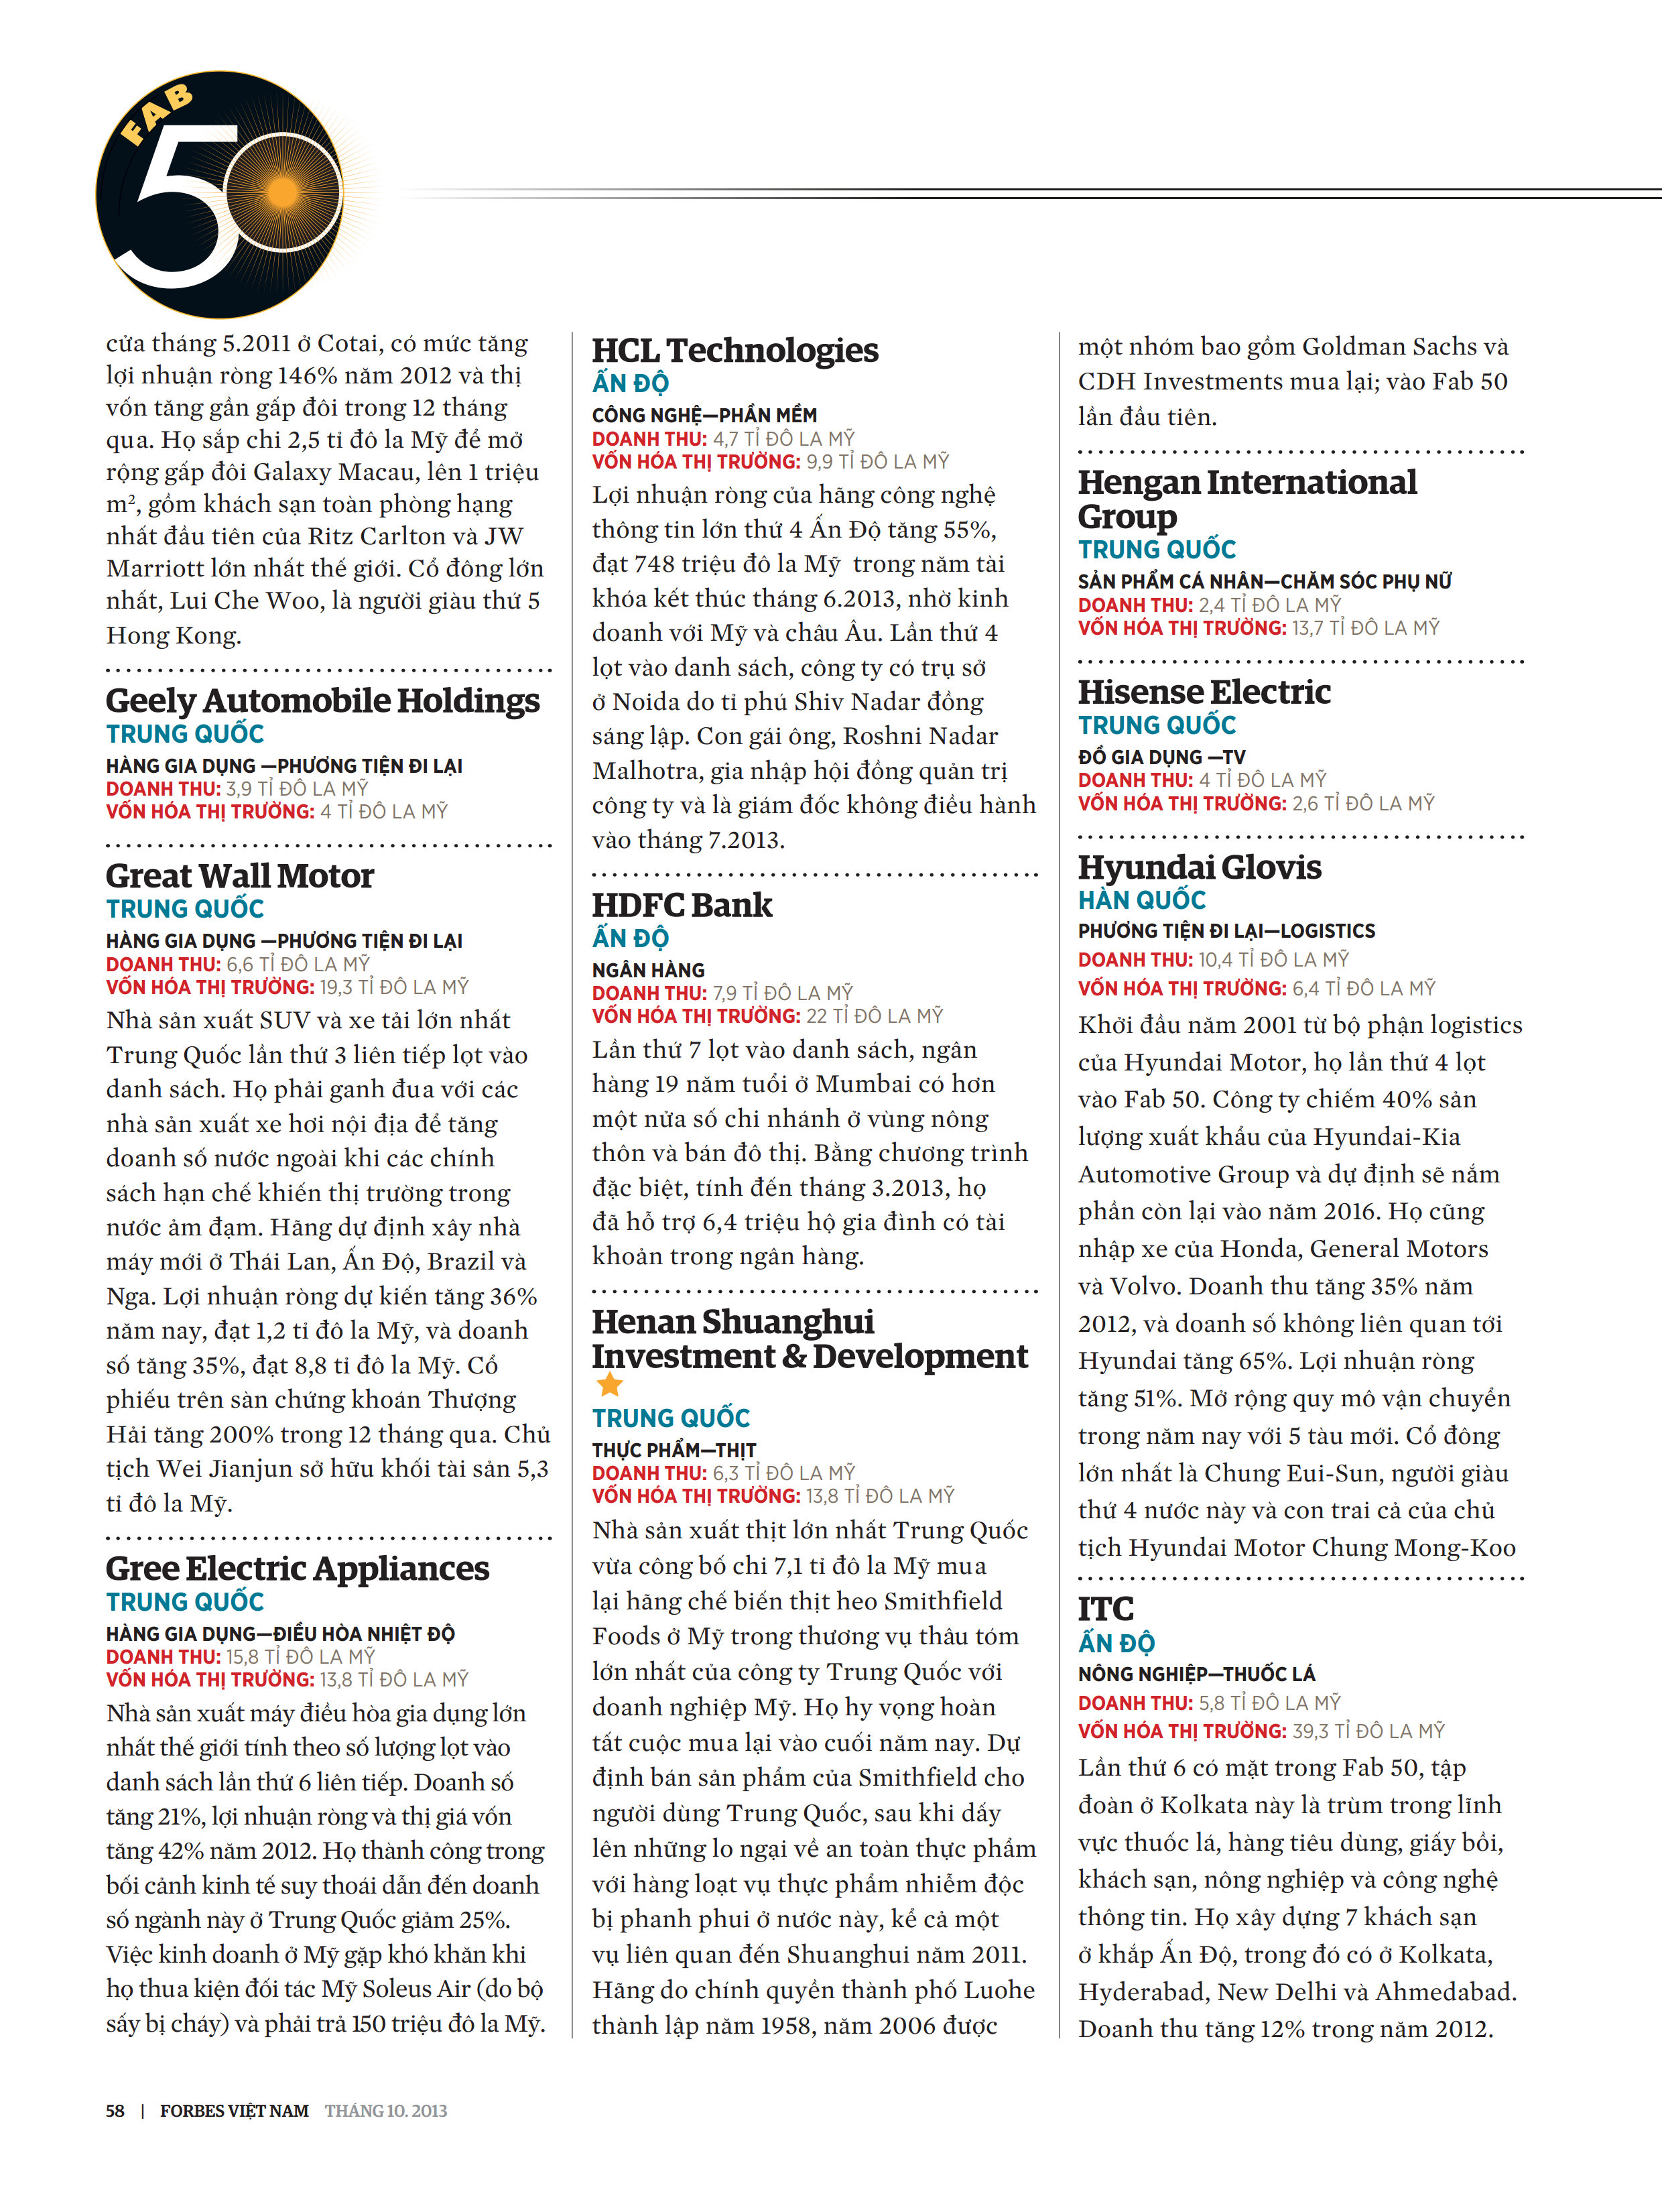 FAB
50
cửa tháng 5.2011 ở Cotai, có mức tăng
lợi nhuận ròng 146% năm 2012 và thị
vốn tăng gần gấp đôi trong 12 tháng
qua. Họ sắp chi 2,5 tỉ đô la Mỹ để mở
rộng gấp đôi Galaxy Macau, lên 1 triệu
m², gồm khách sạn toàn phòng hạng
nhất đầu tiên của Ritz Carlton và JW
Marriott lớn nhất thế giới. Cổ đông lớn
nhất, Lui Che Woo, là người giàu thứ 5
Hong Kong.
Geely Automobile Holdings
TRUNG QUỐC
HÀNG GIA DỤNG —PHƯƠNG TIỆN ĐI LẠI
DOANH THU: 3,9 TỈ ĐÔ LA MỸ
VỐN HÓA THỊ TRƯỜNG: 4 TỈ ĐÔ LA MỸ
Great Wall Motor
TRUNG QUỐC
HÀNG GIA DỤNG —PHƯƠNG TIỆN ĐI LẠI
DOANH THU: 6,6 TỈ ĐÔ LA MỸ
VỐN HÓA THỊ TRƯỜNG: 19,3 TỈ ĐÔ LA MỸ
Nhà sản xuất SUV và xe tải lớn nhất
Trung Quốc lần thứ 3 liên tiếp lọt vào
danh sách. Họ phải ganh đua với các
nhà sản xuất xe hơi nội địa để tăng
doanh số nước ngoài khi các chính
sách hạn chế khiến thị trường trong
nước ảm đạm. Hãng dự định xây nhà
máy mới ở Thái Lan, Ấn Độ, Brazil và
Nga. Lợi nhuận ròng dự kiến tăng 36%
năm nay, đạt 1,2 tỉ đô la Mỹ, và doanh
số tăng 35%, đạt 8,8 tỉ đô la Mỹ. Cổ
phiếu trên sàn chứng khoán Thượng
Hải tăng 200% trong 12 tháng qua. Chủ
tịch Wei Jianjun sở hữu khối tài sản 5,3
tỉ đô la Mỹ.
Gree Electric Appliances
TRUNG QUỐC
HÀNG GIA DỤNG—ĐIỀU HÒA NHIỆT ĐỘ
DOANH THU: 15,8 TỈ ĐÔ LA MỸ
VỐN HÓA THỊ TRƯỜNG: 13,8 TỈ ĐÔ LA MỸ
Nhà sản xuất máy điều hòa gia dụng lớn
nhất thế giới tính theo số lượng lọt vào
danh sách lần thứ 6 liên tiếp. Doanh số
tăng 21%, lợi nhuận ròng và thị giá vốn
tăng 42% năm 2012. Họ thành công trong
bối cảnh kinh tế suy thoái dẫn đến doanh
số ngành này ở Trung Quốc giảm 25%.
Việc kinh doanh ở Mỹ gặp khó khăn khi
họ thua kiện đối tác Mỹ Soleus Air (do bộ
sấy bị cháy) và phải trả 150 triệu đô la Mỹ.
HCL Technologies
ẤN ĐỘ
CÔNG NGHỆ—PHẦN MỀM
DOANH THU: 4,7 TỈ ĐÔ LA MỸ
VỐN HÓA THỊ TRƯỜNG: 9,9 TỈ ĐÔ LA MỸ
Lợi nhuận ròng của hãng công nghệ
thông tin lớn thứ 4 Ấn Độ tăng 55%,
đạt 748 triệu đô la Mỹ trong năm tài
khóa kết thúc tháng 6.2013, nhờ kinh
doanh với Mỹ và châu Âu. Lần thứ 4
lọt vào danh sách, công ty có trụ sở
ở Noida do tỉ phú Shiv Nadar đồng
sáng lập. Con gái ông, Roshni Nadar
Malhotra, gia nhập hội đồng quản trị
công ty và là giám đốc không điều hành
vào tháng 7.2013.
HDFC Bank
ẤN ĐỘ
NGÂN HÀNG
DOANH THU: 7,9 TỈ ĐÔ LA MỸ
VỐN HÓA THỊ TRƯỜNG: 22 TỈ ĐÔ LA MỸ
Lần thứ 7 lọt vào danh sách, ngân
hàng 19 năm tuổi ở Mumbai có hơn
một nửa số chi nhánh ở vùng nông
thôn và bán đô thị. Bằng chương trình
đặc biệt, tính đến tháng 3.2013, họ
đã hỗ trợ 6,4 triệu hộ gia đình có tài
khoản trong ngân hàng.
Henan Shuanghui
Investment & Development
TRUNG QUỐC
THỰC PHẨM—THỊT
DOANH THU: 6,3 TỈ ĐÔ LA MỸ
VỐN HÓA THỊ TRƯỜNG: 13,8 TỈ ĐÔ LA MỸ
Nhà sản xuất thịt lớn nhất Trung Quốc
vừa công bố chi 7,1 tỉ đô la Mỹ mua
lại hãng chế biến thịt heo Smithfield
Foods ở Mỹ trong thương vụ thâu tóm
lớn nhất của công ty Trung Quốc với
doanh nghiệp Mỹ. Họ hy vọng hoàn
tất cuộc mua lại vào cuối năm nay. Dự
định bán sản phẩm của Smithfield cho
người dùng Trung Quốc, sau khi dấy
lên những lo ngại về an toàn thực phẩm
với hàng loạt vụ thực phẩm nhiễm độc
bị phanh phui ở nước này, kể cả một
vụ liên quan đến Shuanghui năm 2011.
Hãng do chính quyền thành phố Luohe
thành lập năm 1958, năm 2006 được
một nhóm bao gồm Goldman Sachs và
CDH Investments mua lại; vào Fab 50
lần đầu tiên.
Hengan International
Group
TRUNG QUỐC
SẢN PHẨM CÁ NHÂN—CHĂM SÓC PHỤ NỮ
DOANH THU: 2,4 TỈ ĐÔ LA MỸ
VỐN HÓA THỊ TRƯỜNG: 13,7 TỈ ĐÔ LA MỸ
Hisense Electric
TRUNG QUỐC
ĐỒ GIA DỤNG —TV
DOANH THU: 4 TỈ ĐÔ LA MỸ
VỐN HÓA THỊ TRƯỜNG: 2,6 TỈ ĐÔ LA MỸ
Hyundai Glovis
HÀN QUỐC
PHƯƠNG TIỆN ĐI LẠI—LOGISTICS
DOANH THU: 10,4 TỈ ĐÔ LA MỸ
VỐN HÓA THỊ TRƯỜNG: 6,4 TỈ ĐÔ LA MỸ
Khởi đầu năm 2001 từ bộ phận logistics
của Hyundai Motor, họ lần thứ 4 lọt
vào Fab 50. Công ty chiếm 40% sản
lượng xuất khẩu của Hyundai-Kia
Automotive Group và dự định sẽ nắm
phần còn lại vào năm 2016. Họ cũng
nhập xe của Honda, General Motors
và Volvo. Doanh thu tăng 35% năm
2012, và doanh số không liên quan tới
Hyundai tăng 65%. Lợi nhuận ròng
tăng 51%. Mở rộng quy mô vận chuyển
trong năm nay với 5 tàu mới. Cổ đông
lớn nhất là Chung Eui-Sun, người giàu
thứ 4 nước này và con trai cả của chủ
tịch Hyundai Motor Chung Mong-Koo
ITC
ẤN ĐỘ
NÔNG NGHIỆP—THUỐC LÁ
DOANH THU: 5,8 TỈ ĐÔ LA MỸ
VỐN HÓA THỊ TRƯỜNG: 39,3 TỈ ĐÔ LA MỸ
Lần thứ 6 có mặt trong Fab 50, tập
đoàn ở Kolkata này là trùm trong lĩnh
vực thuốc lá, hàng tiêu dùng, giấy bồi,
khách sạn, nông nghiệp và công nghệ
thông tin. Họ xây dựng 7 khách sạn
ở khắp Ấn Độ, trong đó có ở Kolkata,
Hyderabad, New Delhi và Ahmedabad.
Doanh thu tăng 12% trong năm 2012.
58 | FORBES VIỆT NAM THÁNG 10. 2013